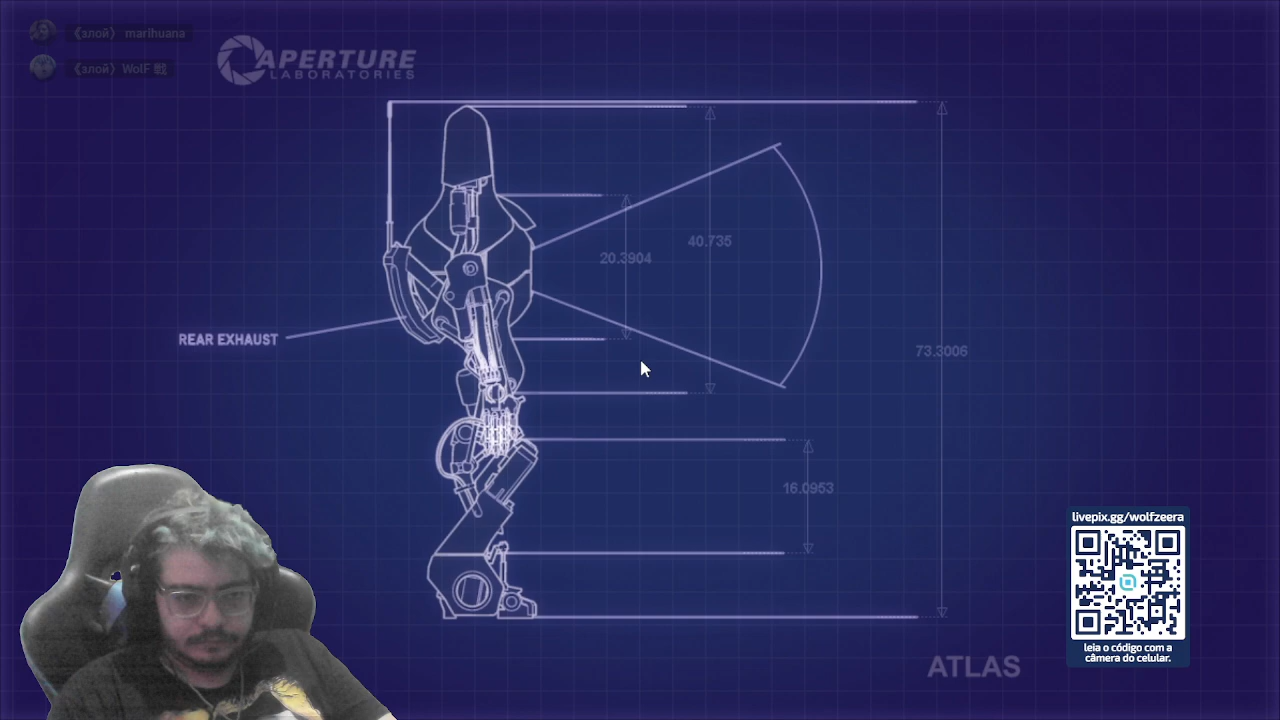 《злой》 marihuana
《злой》 WolF 戦
APERTURE
LABORATORIES
40.735
20.3904
REAR EXHAUST
73.3006
16.0953
livepix.gg/wolfzeera
leia o código com a
câmera do celular.
ATLAS